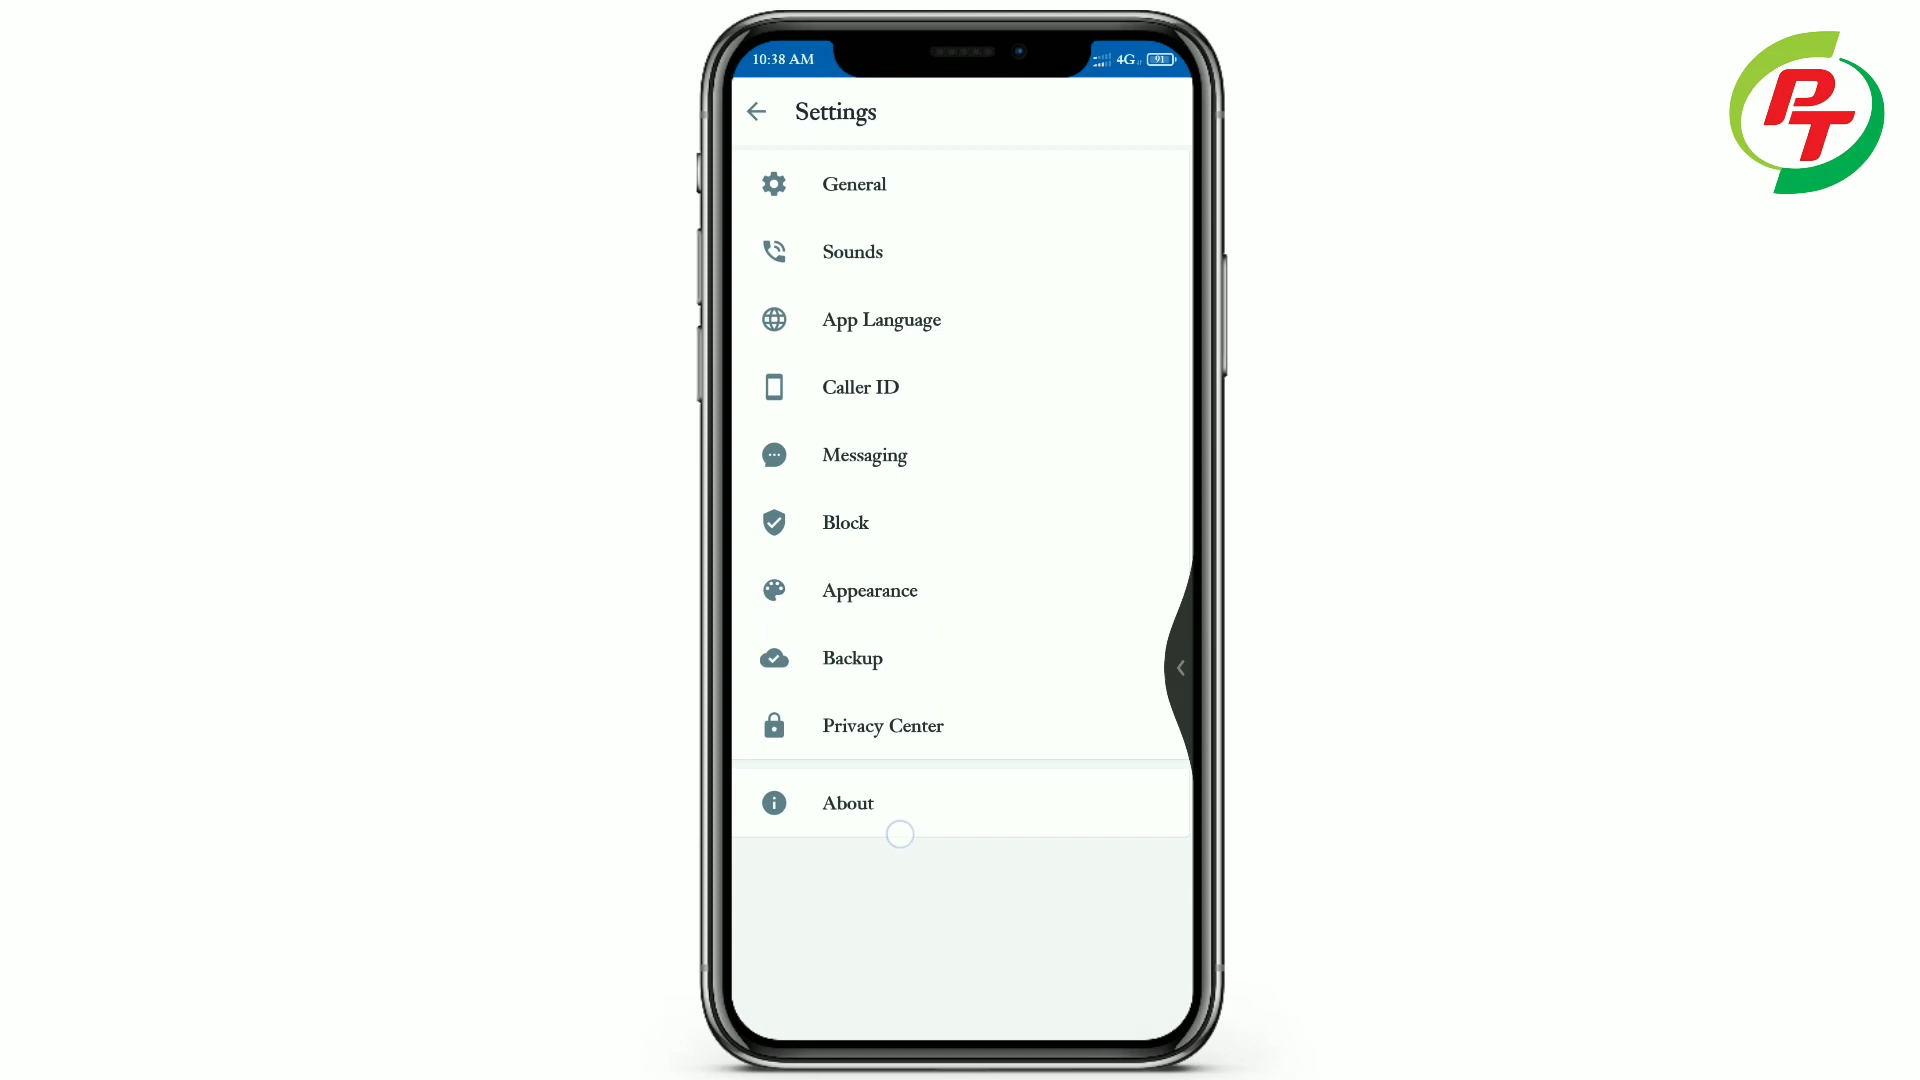 10:38 AM
4G
91
Settings
General
Sounds
App Language
Caller ID
Messaging
Block
Appearance
Backup
Privacy Center
About
PT